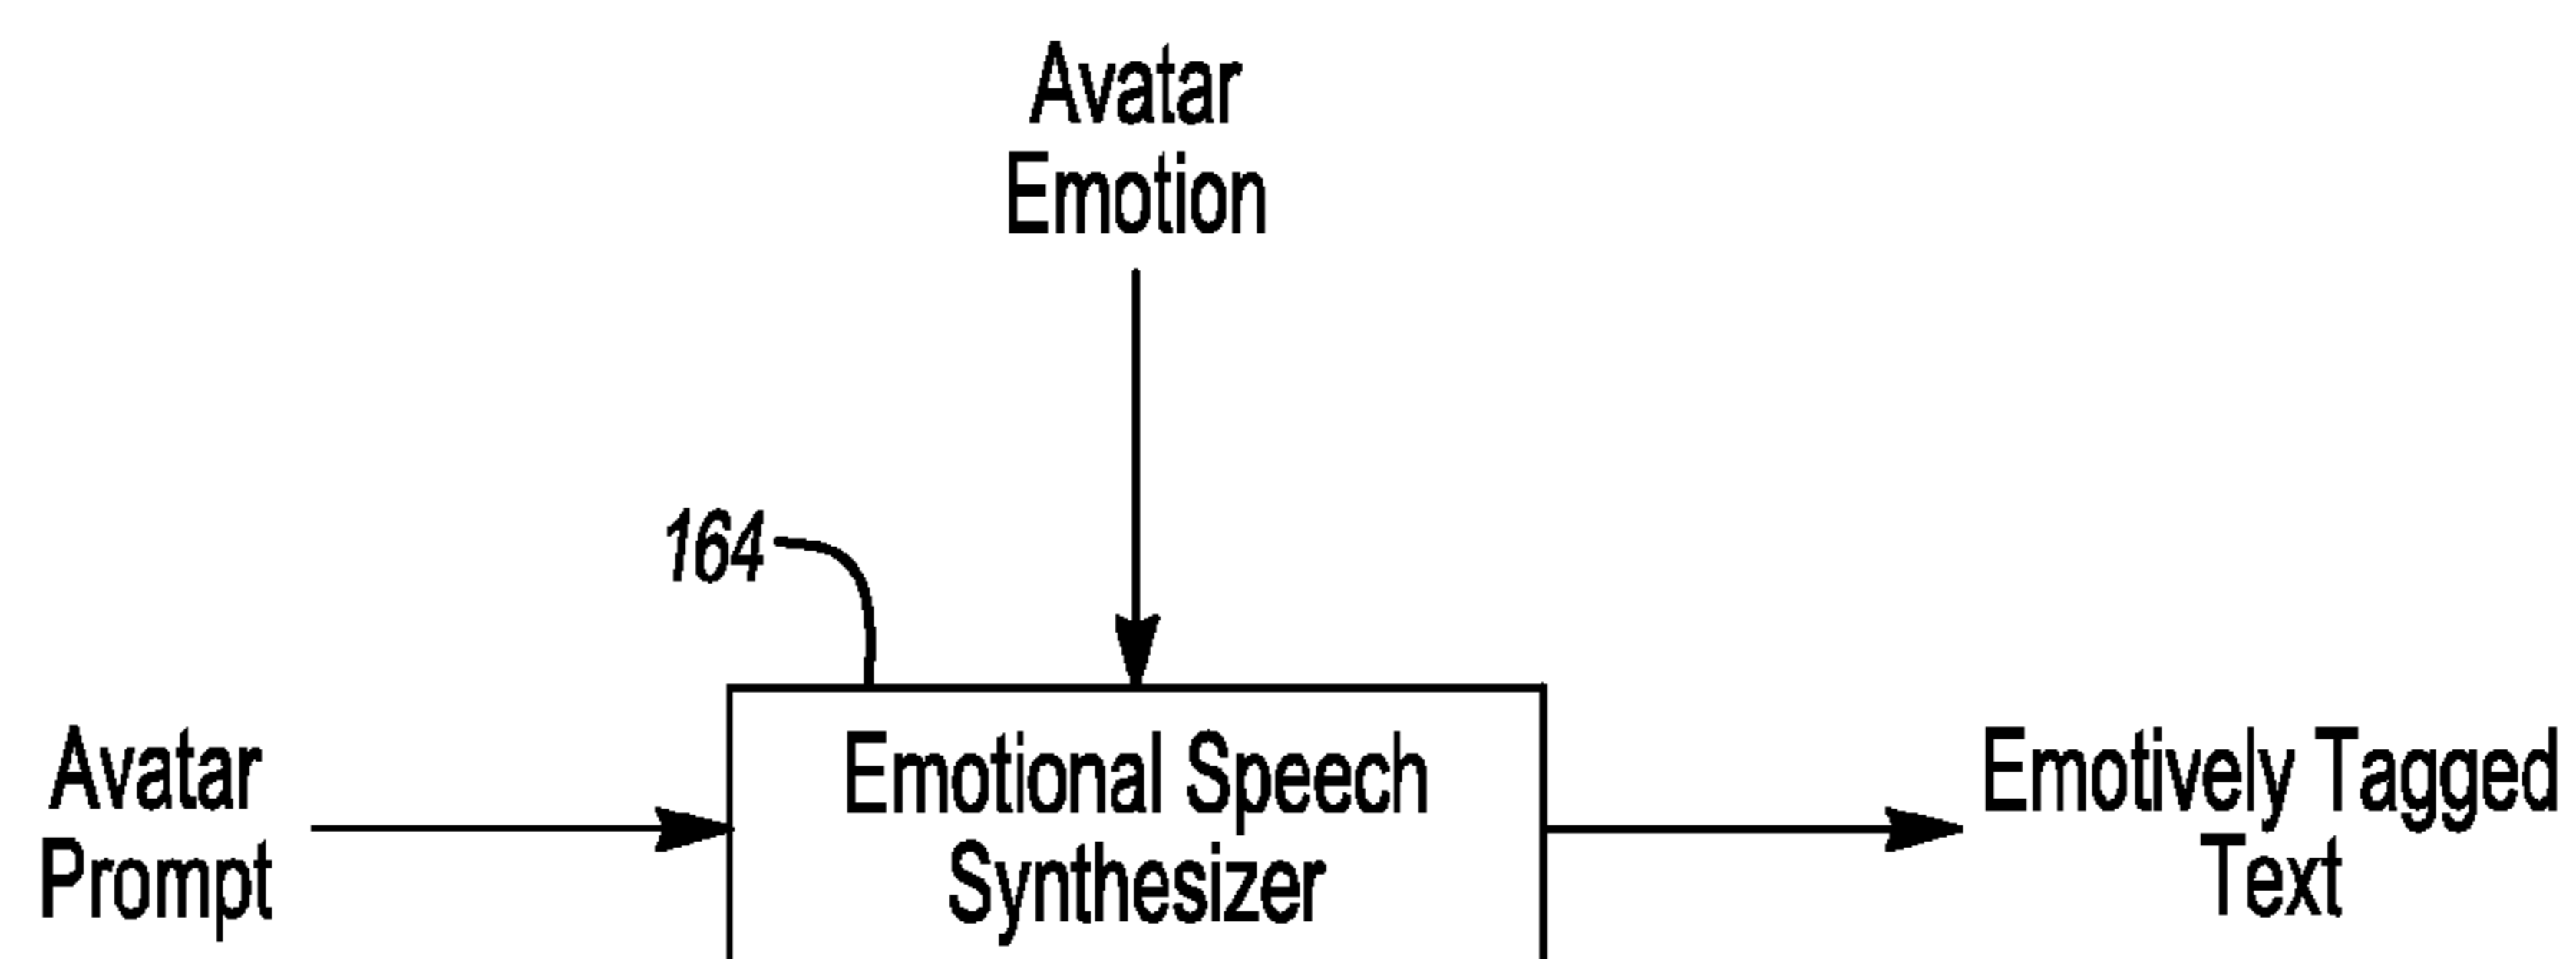 Avatar
Emotion
164
Avatar
Prompt
Emotional Speech
Synthesizer
Emotively Tagged
Text